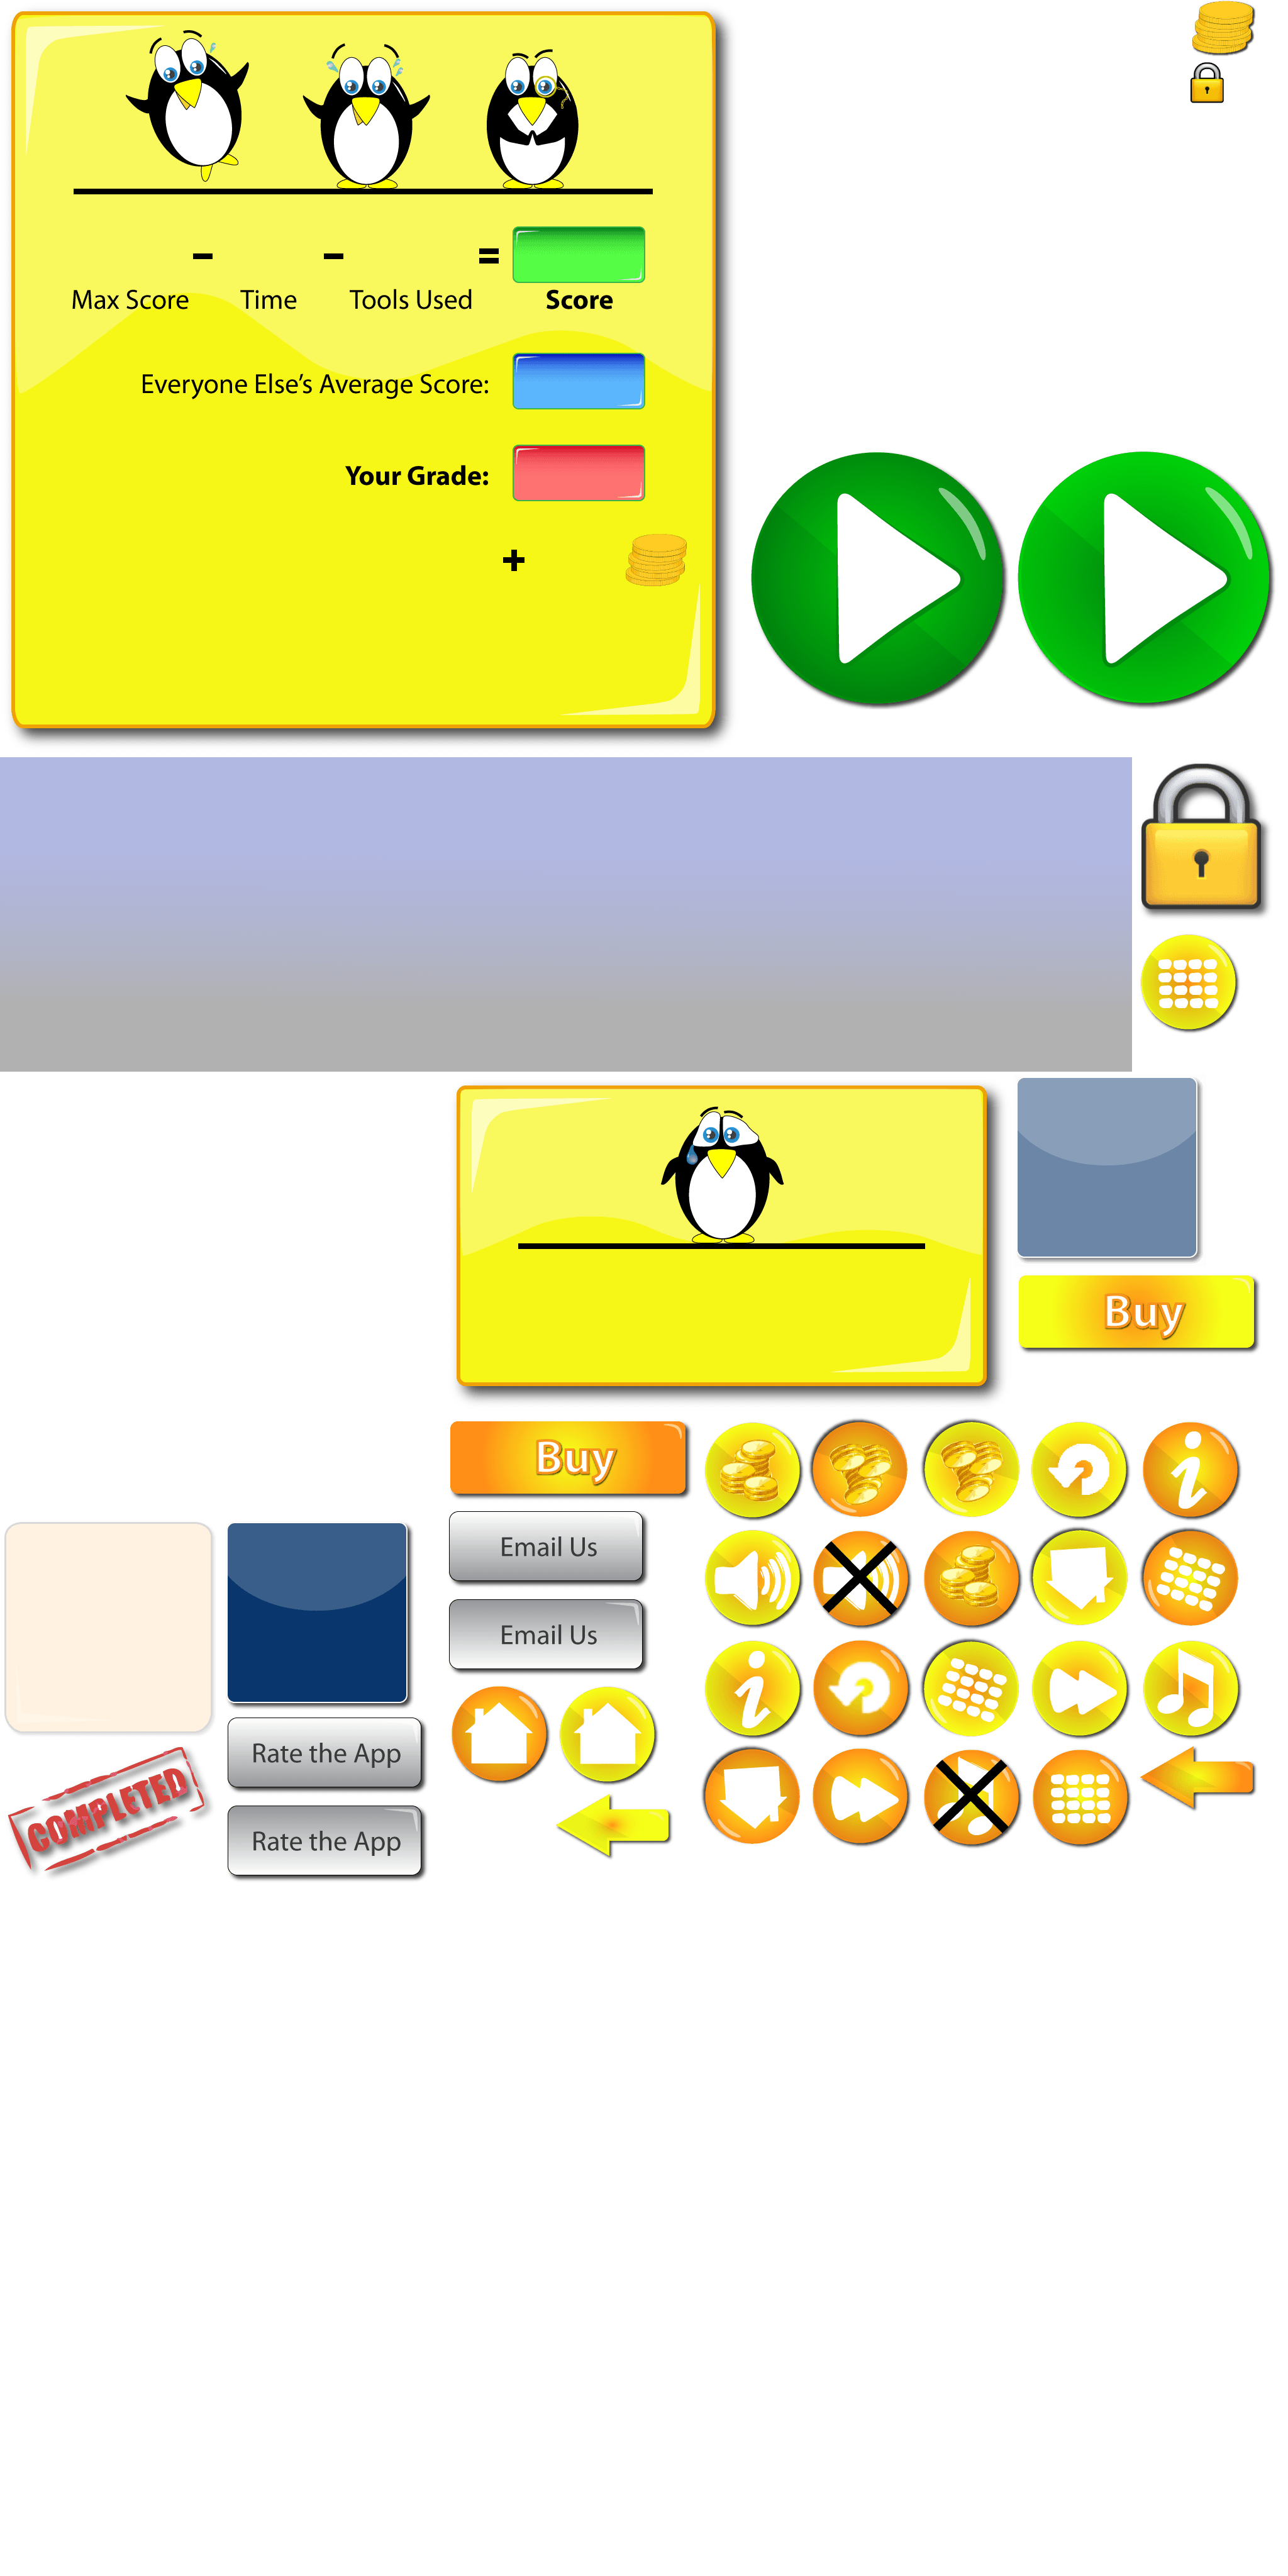 – – =
Max Score Time Tools Used Score
Everyone Else’s Average Score:
Your Grade:
+
Buy
Buy
Email Us
Email Us
Rate the App
COMPLETED
Rate the App